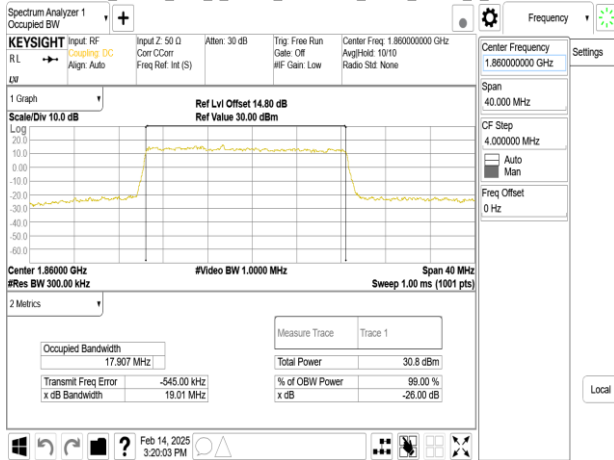 Spectrum Analyzer 1
Occupied BW
Frequency
KEYSIGHT
RL
LXI
Input: RF
Coupling: DC
Align: Auto
Input Z: 50 Ω
Corr CCorr
Freq Ref: Int (S)
Atten: 30 dB
Trig: Free Run
Gate: Off
#IF Gain: Low
Center Freq: 1.860000000 GHz
Avg|Hold: 10/10
Radio Std: None
Center Frequency
1.860000000 GHz
Settings
Span
40.000 MHz
CF Step
4.000000 MHz
Auto
Man
Freq Offset
0 Hz
1 Graph
Scale/Div 10.0 dB
Ref Lvl Offset 14.80 dB
Ref Value 30.00 dBm
Log
20.0
10.0
0.00
-10.0
-20.0
-30.0
-40.0
-50.0
-60.0
Center 1.86000 GHz
#Res BW 300.00 kHz
#Video BW 1.0000 MHz
Span 40 MHz
Sweep 1.00 ms (1001 pts)
2 Metrics
Measure Trace Trace 1
Occupied Bandwidth
17.907 MHz
Total Power 30.8 dBm
Transmit Freq Error -545.00 kHz
% of OBW Power 99.00 %
x dB Bandwidth 19.01 MHz
x dB -26.00 dB
Local
?
Feb 14, 2025
3:20:03 PM